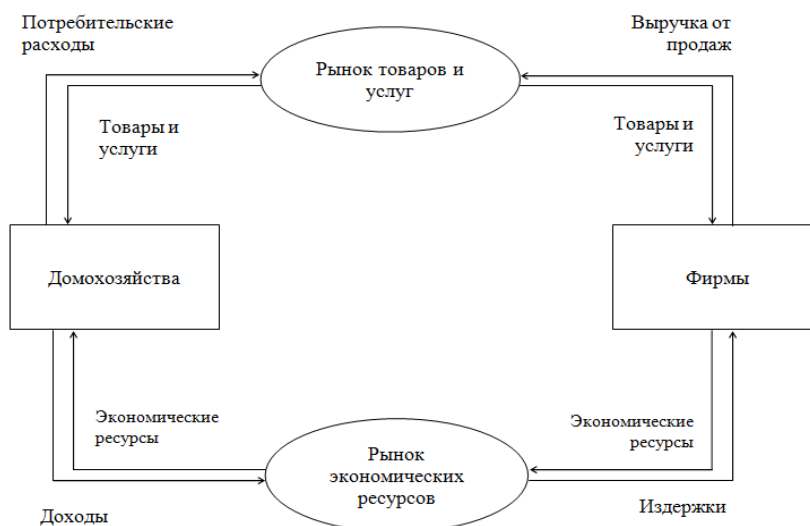 Потребительские
расходы
Выручка от
продаж
Рынок товаров и
услуг
Товары и
услуги
Товары и
услуги
Домохозяйства
Фирмы
Экономические
ресурсы
Экономические
ресурсы
Рынок
экономических
ресурсов
Доходы
Издержки